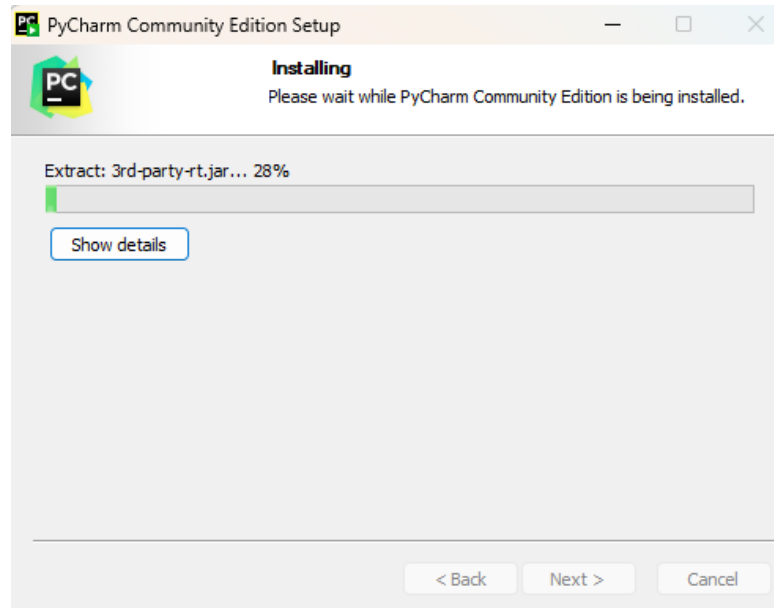 PyCharm Community Edition Setup
Installing
PC
Please wait while PyCharm Community Edition is being installed.
Extract: 3rd-party-rt.jar... 28%
Show details
< Back
Next >
Cancel